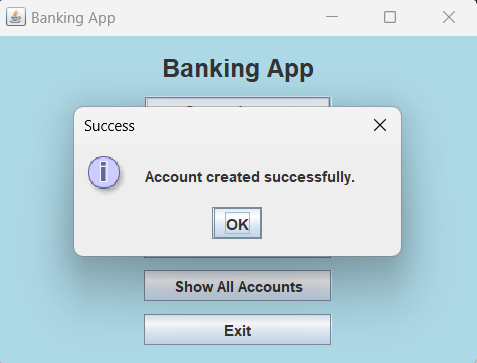 Banking App
Banking App
Success
Account created successfully.
OK
Show All Accounts
Exit